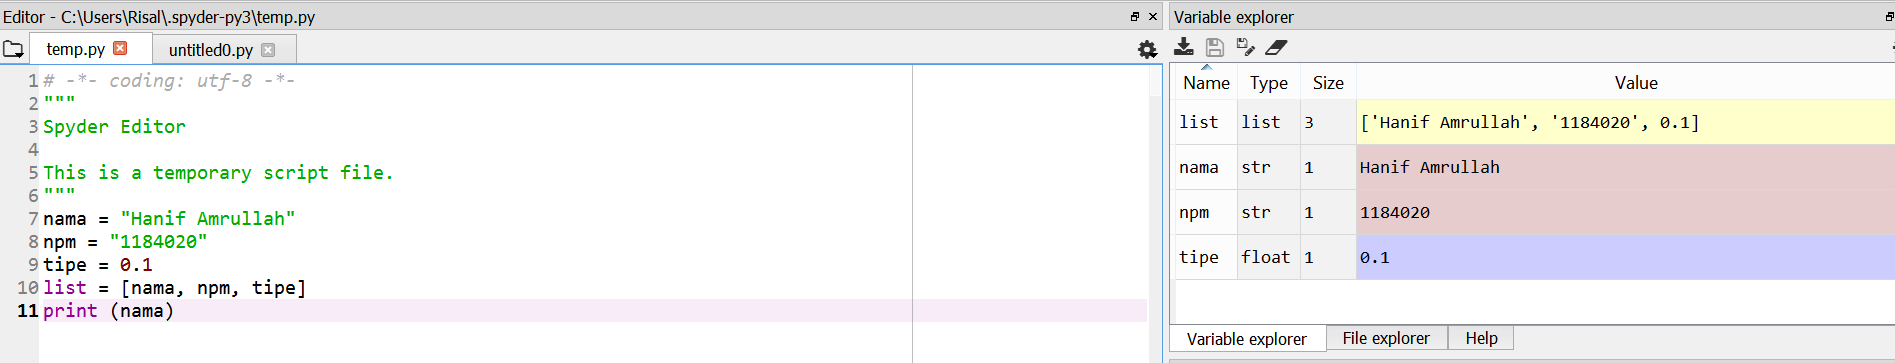 Editor - C:\Users\Risal\.spyder-py3\temp.py
temp.py untitled0.py
1 # -*- coding: utf-8 -*-
2 """
3 Spyder Editor
4
5 This is a temporary script file.
6 """
7 nama = "Hanif Amrullah"
8 npm = "1184020"
9 tipe = 0.1
10 list = [nama, npm, tipe]
11 print (nama)
Variable explorer
Name Type Size Value
list list 3 ['Hanif Amrullah', '1184020', 0.1]
nama str 1 Hanif Amrullah
npm str 1 1184020
tipe float 1 0.1
Variable explorer File explorer Help